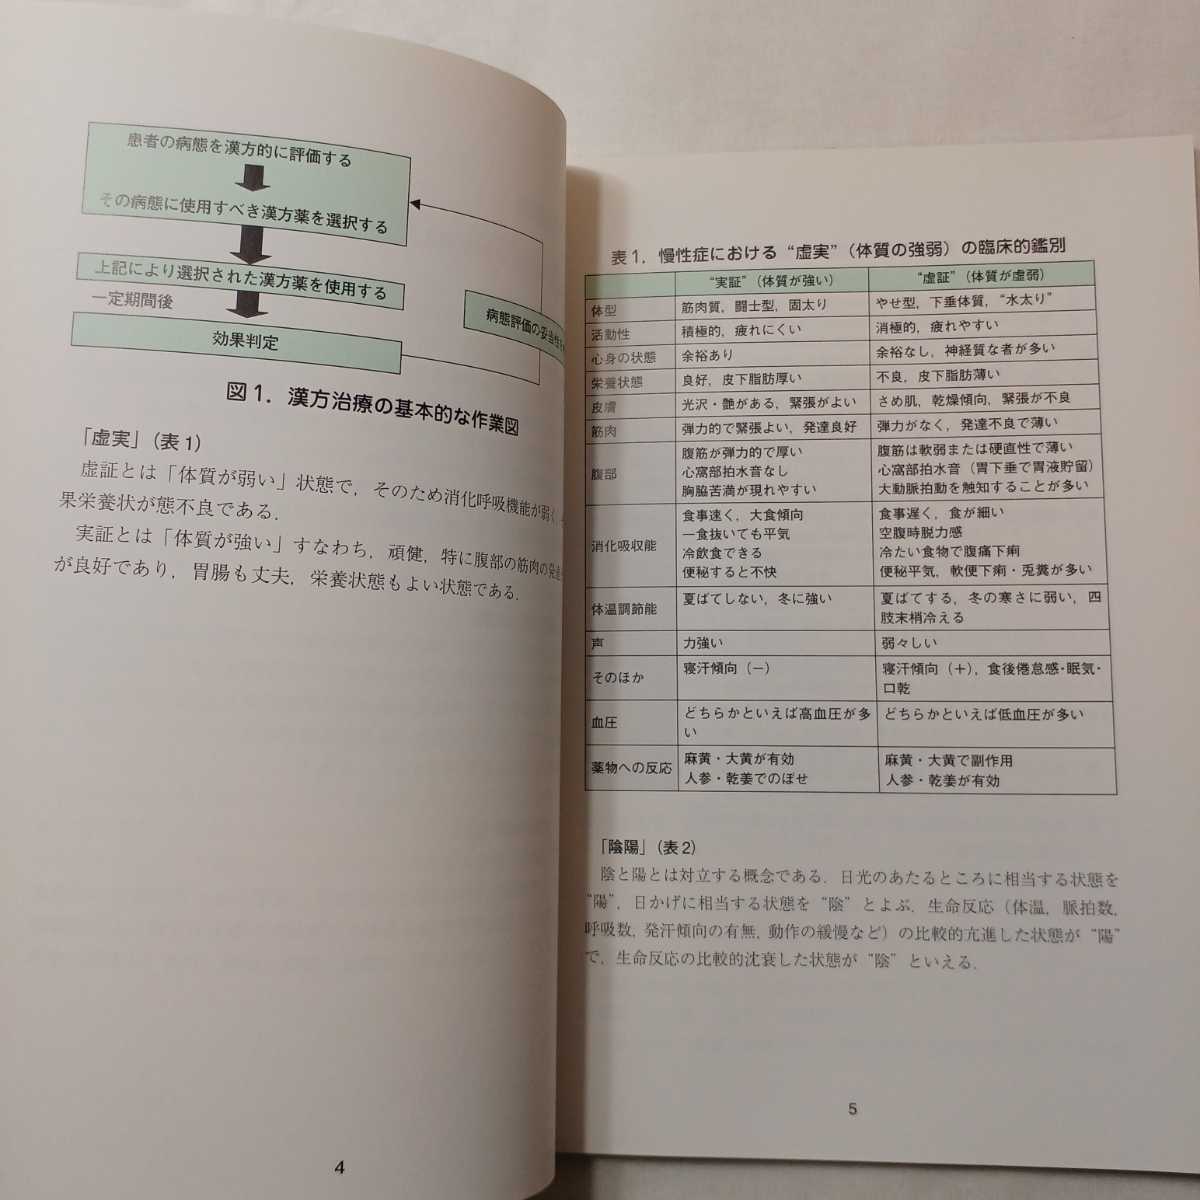 患者の病態を漢方的に評価する
その病態に使用すべき漢方薬を選択する
上記により選択された漢方薬を使用する
一定期間後
効果判定
病態評価の妥当性を
図1．漢方治療の基本的な作業図
「虚実」（表1）
虚証とは「体質が弱い」状態で，そのため消化呼吸機能が弱く，
果栄養状が態不良である．
実証とは「体質が強い」すなわち，頑健，特に腹部の筋肉の発達
が良好であり，胃腸も丈夫，栄養状態もよい状態である．
4
表1．慢性症における“虚実”（体質の強弱）の臨床的鑑別
“実証”（体質が強い） “虚証”（体質が虚弱）
体型 筋肉質，闘士型，固太り やせ型，下垂体質，“水太り”
活動性 積極的，疲れにくい 消極的，疲れやすい
心身の状態 余裕あり 余裕なし，神経質な者が多い
栄養状態 良好，皮下脂肪厚い 不良，皮下脂肪薄い
皮膚 光沢・艶がある，緊張がよい さめ肌，乾燥傾向，緊張が不良
筋肉 弾力的で緊張よい，発達良好 弾力がなく，発達不良で薄い
腹部 腹筋が弾力的で厚い 腹筋は軟弱または硬直性で薄い
心窩部拍水音なし 心窩部拍水音（胃下垂で胃液貯留）
胸脇苦満が現れやすい 大動脈拍動を触知することが多い
消化吸収能 食事速く，大食傾向 食事遅く，食が細い
一食抜いても平気 空腹時脱力感
冷飲食できる 冷たい食物で腹痛下痢
便秘すると不快 便秘平気，軟便下痢・兎糞が多い
体温調節能 夏ばてしない，冬に強い 夏ばてする，冬の寒さに弱い，四
肢末梢冷える
声 力強い 弱々しい
そのほか 寝汗傾向（－） 寝汗傾向（＋），食後倦怠感・眠気・
口乾
血圧 どちらかといえば高血圧が多 どちらかといえば低血圧が多い
い
薬物への反応 麻黄・大黄が有効 麻黄・大黄で副作用
人参・乾姜でのぼせ 人参・乾姜が有効
「陰陽」（表2）
陰と陽とは対立する概念である．日光のあたるところに相当する状態を
“陽”，日かげに相当する状態を“陰”とよぶ．生命反応（体温，脈拍数，
呼吸数，発汗傾向の有無，動作の緩慢など）の比較的亢進した状態が“陽”
で，生命反応の比較的沈衰した状態が“陰”といえる．
5